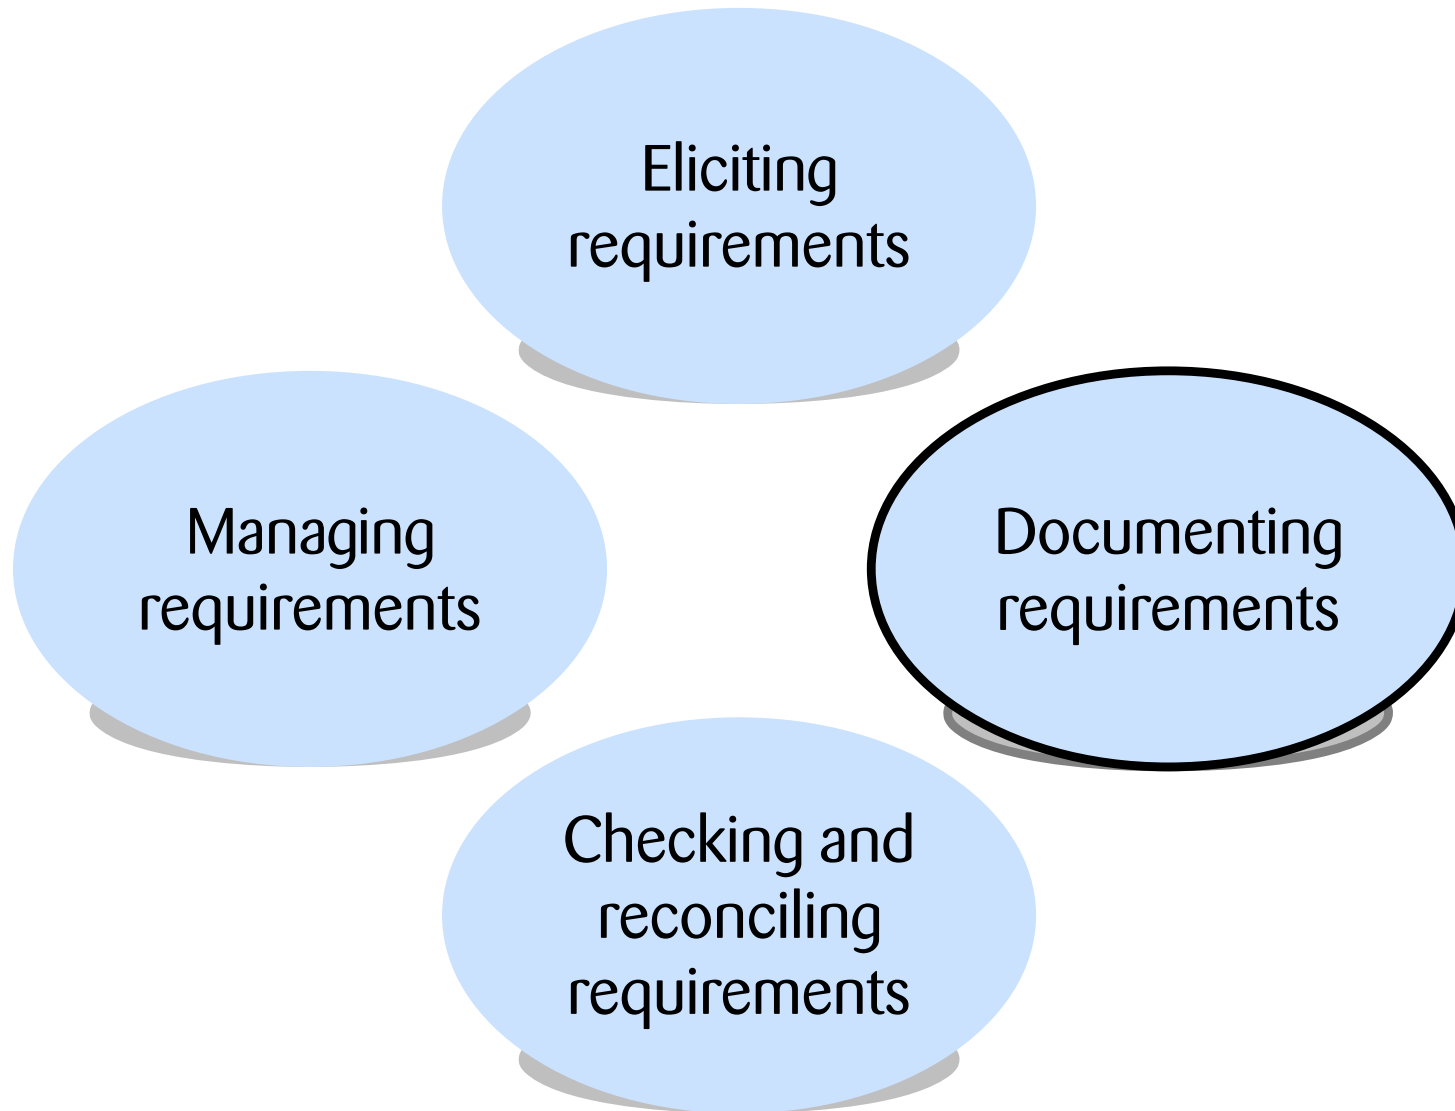 Eliciting
requirements
Managing
requirements
Documenting
requirements
Checking and
reconciling
requirements